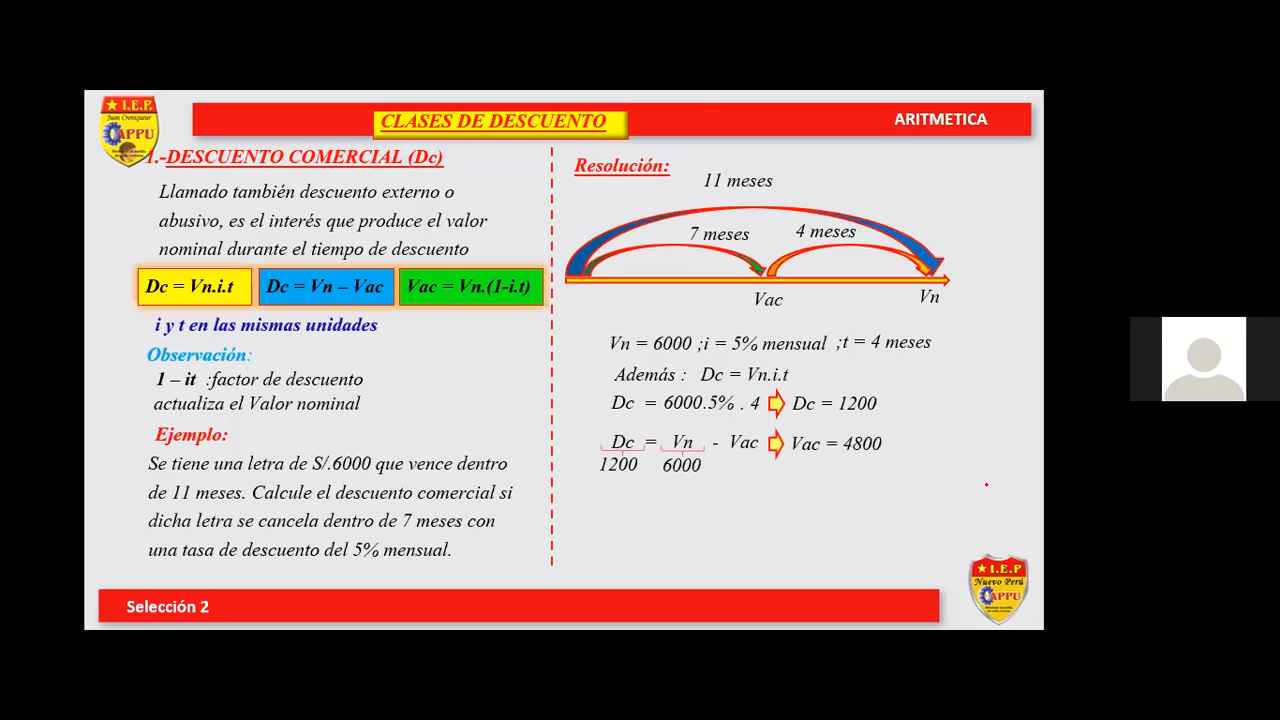 ★ I.E.P.
Juan Croniqueur
CAPPU
CLASES DE DESCUENTO
ARITMETICA
1.-DESCUENTO COMERCIAL (Dc)
Llamado también descuento externo o
abusivo, es el interés que produce el valor
nominal durante el tiempo de descuento
Dc = Vn.i.t
Dc = Vn – Vac
Vac = Vn.(1-i.t)
i y t en las mismas unidades
Observación:
1 – it :factor de descuento
actualiza el Valor nominal
Ejemplo:
Se tiene una letra de S/.6000 que vence dentro
de 11 meses. Calcule el descuento comercial si
dicha letra se cancela dentro de 7 meses con
una tasa de descuento del 5% mensual.
Resolución:
11 meses
7 meses
4 meses
Vac
Vn
Vn = 6000 ;i = 5% mensual ;t = 4 meses
Además : Dc = Vn.i.t
Dc = 6000.5% . 4 Dc = 1200
Dc = Vn - Vac Vac = 4800
1200 6000
Selección 2
★ I.E.P
Nuevo Perú
CAPPU